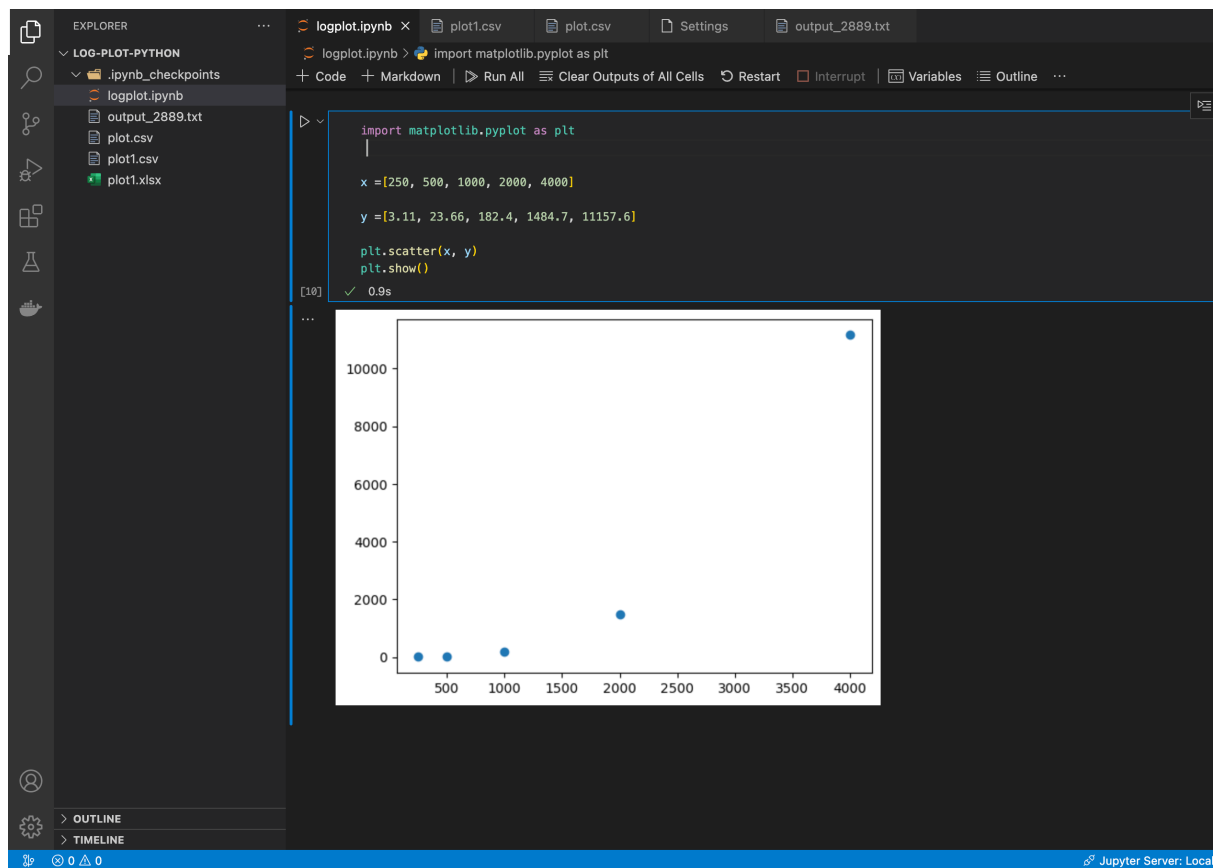 EXPLORER
LOG-PLOT-PYTHON
.ipynb_checkpoints
logplot.ipynb
output_2889.txt
plot.csv
plot1.csv
plot1.xlsx
OUTLINE
TIMELINE
logplot.ipynb plot1.csv plot.csv Settings output_2889.txt
logplot.ipynb > import matplotlib.pyplot as plt
+ Code + Markdown Run All Clear Outputs of All Cells Restart Interrupt Variables Outline ...
import matplotlib.pyplot as plt
x =[250, 500, 1000, 2000, 4000]
y =[3.11, 23.66, 182.4, 1484.7, 11157.6]
plt.scatter(x, y)
plt.show()
[10] ✓ 0.9s
10000
8000
6000
4000
2000
0
500 1000 1500 2000 2500 3000 3500 4000
0 0 Jupyter Server: Local